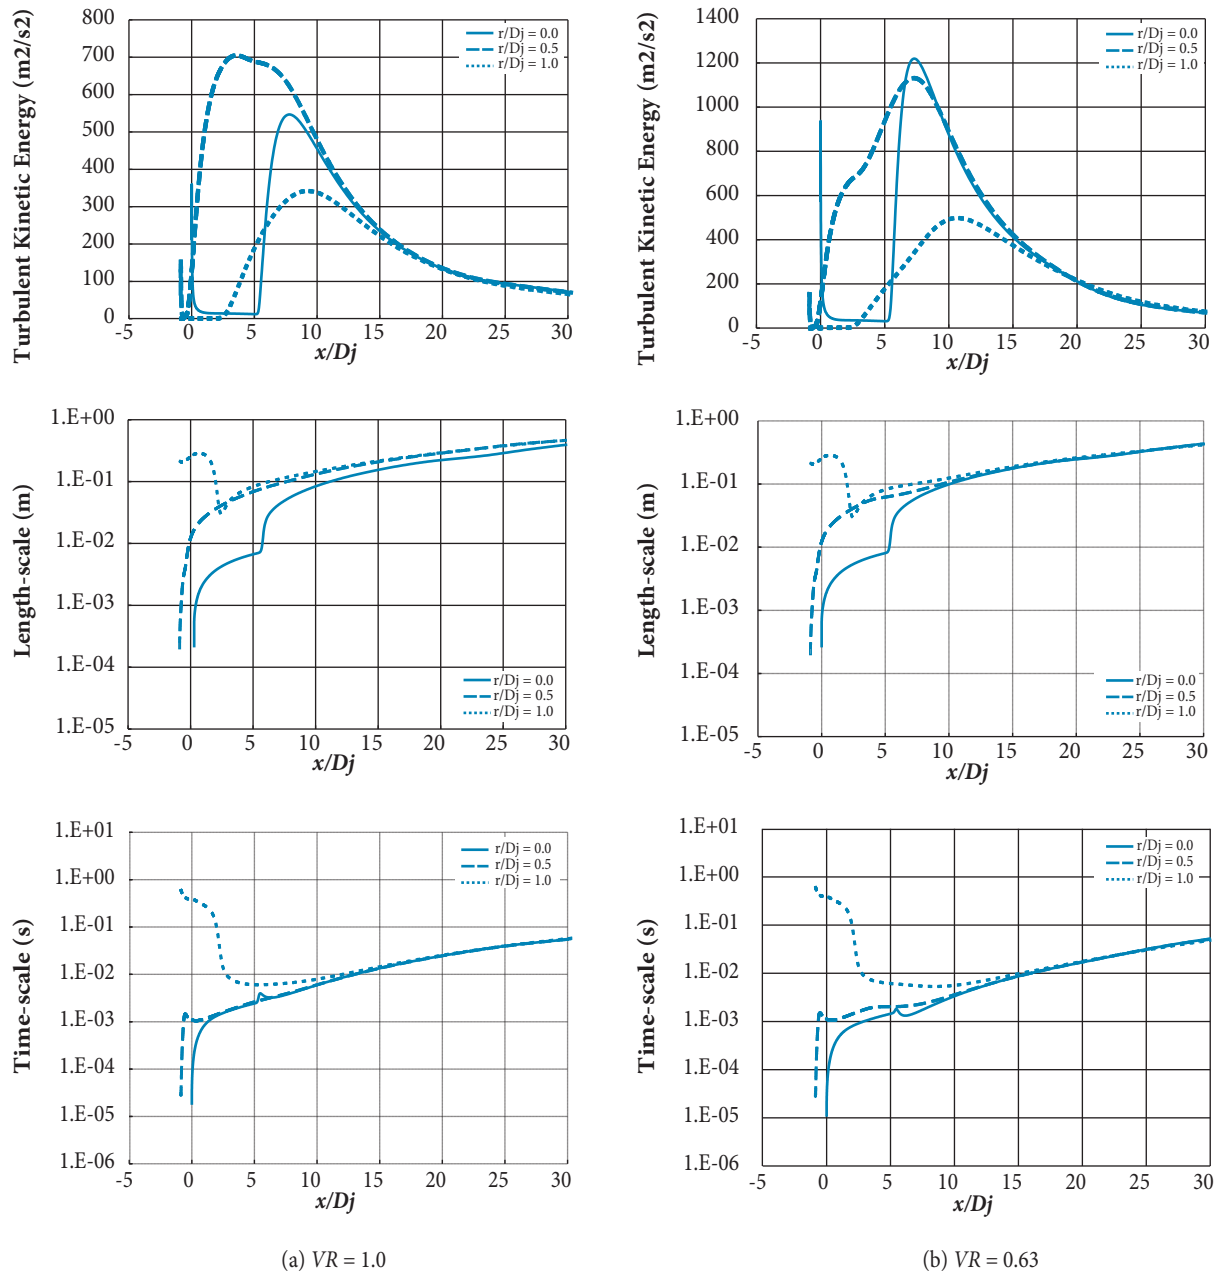 Turbulent Kinetic Energy (m2/s2)
800
700
600
500
400
300
200
100
0
-5
0
5
10
15
20
25
30
x/Dj
r/Dj = 0.0
r/Dj = 0.5
r/Dj = 1.0
Turbulent Kinetic Energy (m2/s2)
1400
1200
1000
800
600
400
200
0
-5
0
5
10
15
20
25
30
x/Dj
r/Dj = 0.0
r/Dj = 0.5
r/Dj = 1.0
Length-scale (m)
1.E+00
1.E-01
1.E-02
1.E-03
1.E-04
1.E-05
-5
0
5
10
15
20
25
30
x/Dj
r/Dj = 0.0
r/Dj = 0.5
r/Dj = 1.0
Length-scale (m)
1.E+00
1.E-01
1.E-02
1.E-03
1.E-04
1.E-05
-5
0
5
10
15
20
25
30
x/Dj
r/Dj = 0.0
r/Dj = 0.5
r/Dj = 1.0
Time-scale (s)
1.E+01
1.E+00
1.E-01
1.E-02
1.E-03
1.E-04
1.E-05
1.E-06
-5
0
5
10
15
20
25
30
x/Dj
r/Dj = 0.0
r/Dj = 0.5
r/Dj = 1.0
Time-scale (s)
1.E+01
1.E+00
1.E-01
1.E-02
1.E-03
1.E-04
1.E-05
1.E-06
-5
0
5
10
15
20
25
30
x/Dj
r/Dj = 0.0
r/Dj = 0.5
r/Dj = 1.0
(a) VR = 1.0
(b) VR = 0.63